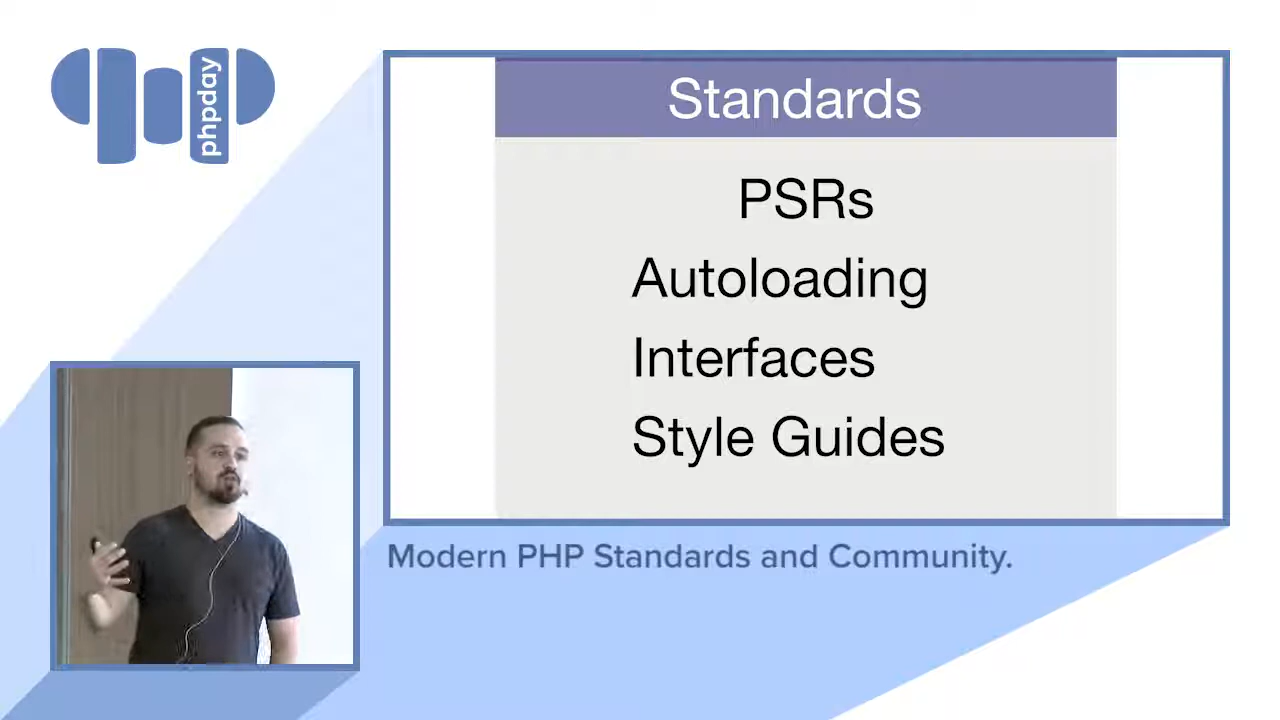 phpday
Standards
PSRs
Autoloading
Interfaces
Style Guides
Modern PHP Standards and Community.